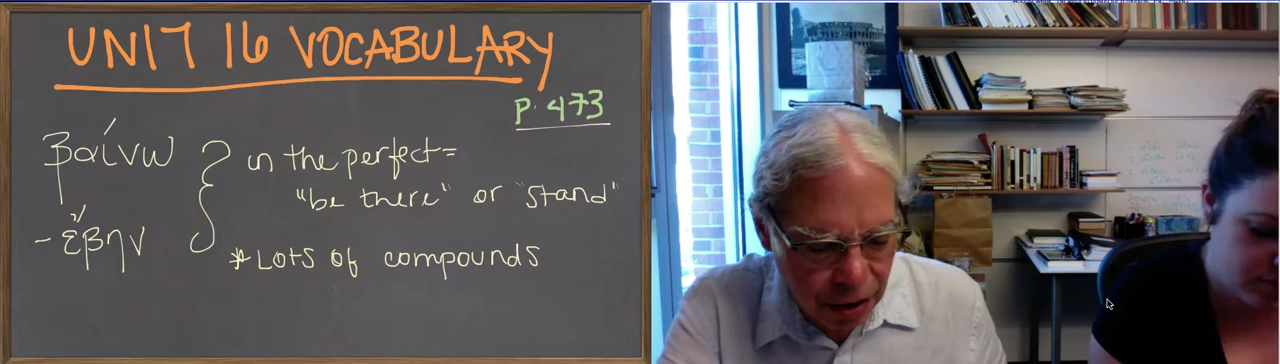 UNIT 16 VOCABULARY
P. 473
βαίνω } in the perfect =
"be there" or "stand"
-ἔβην
* Lots of compounds